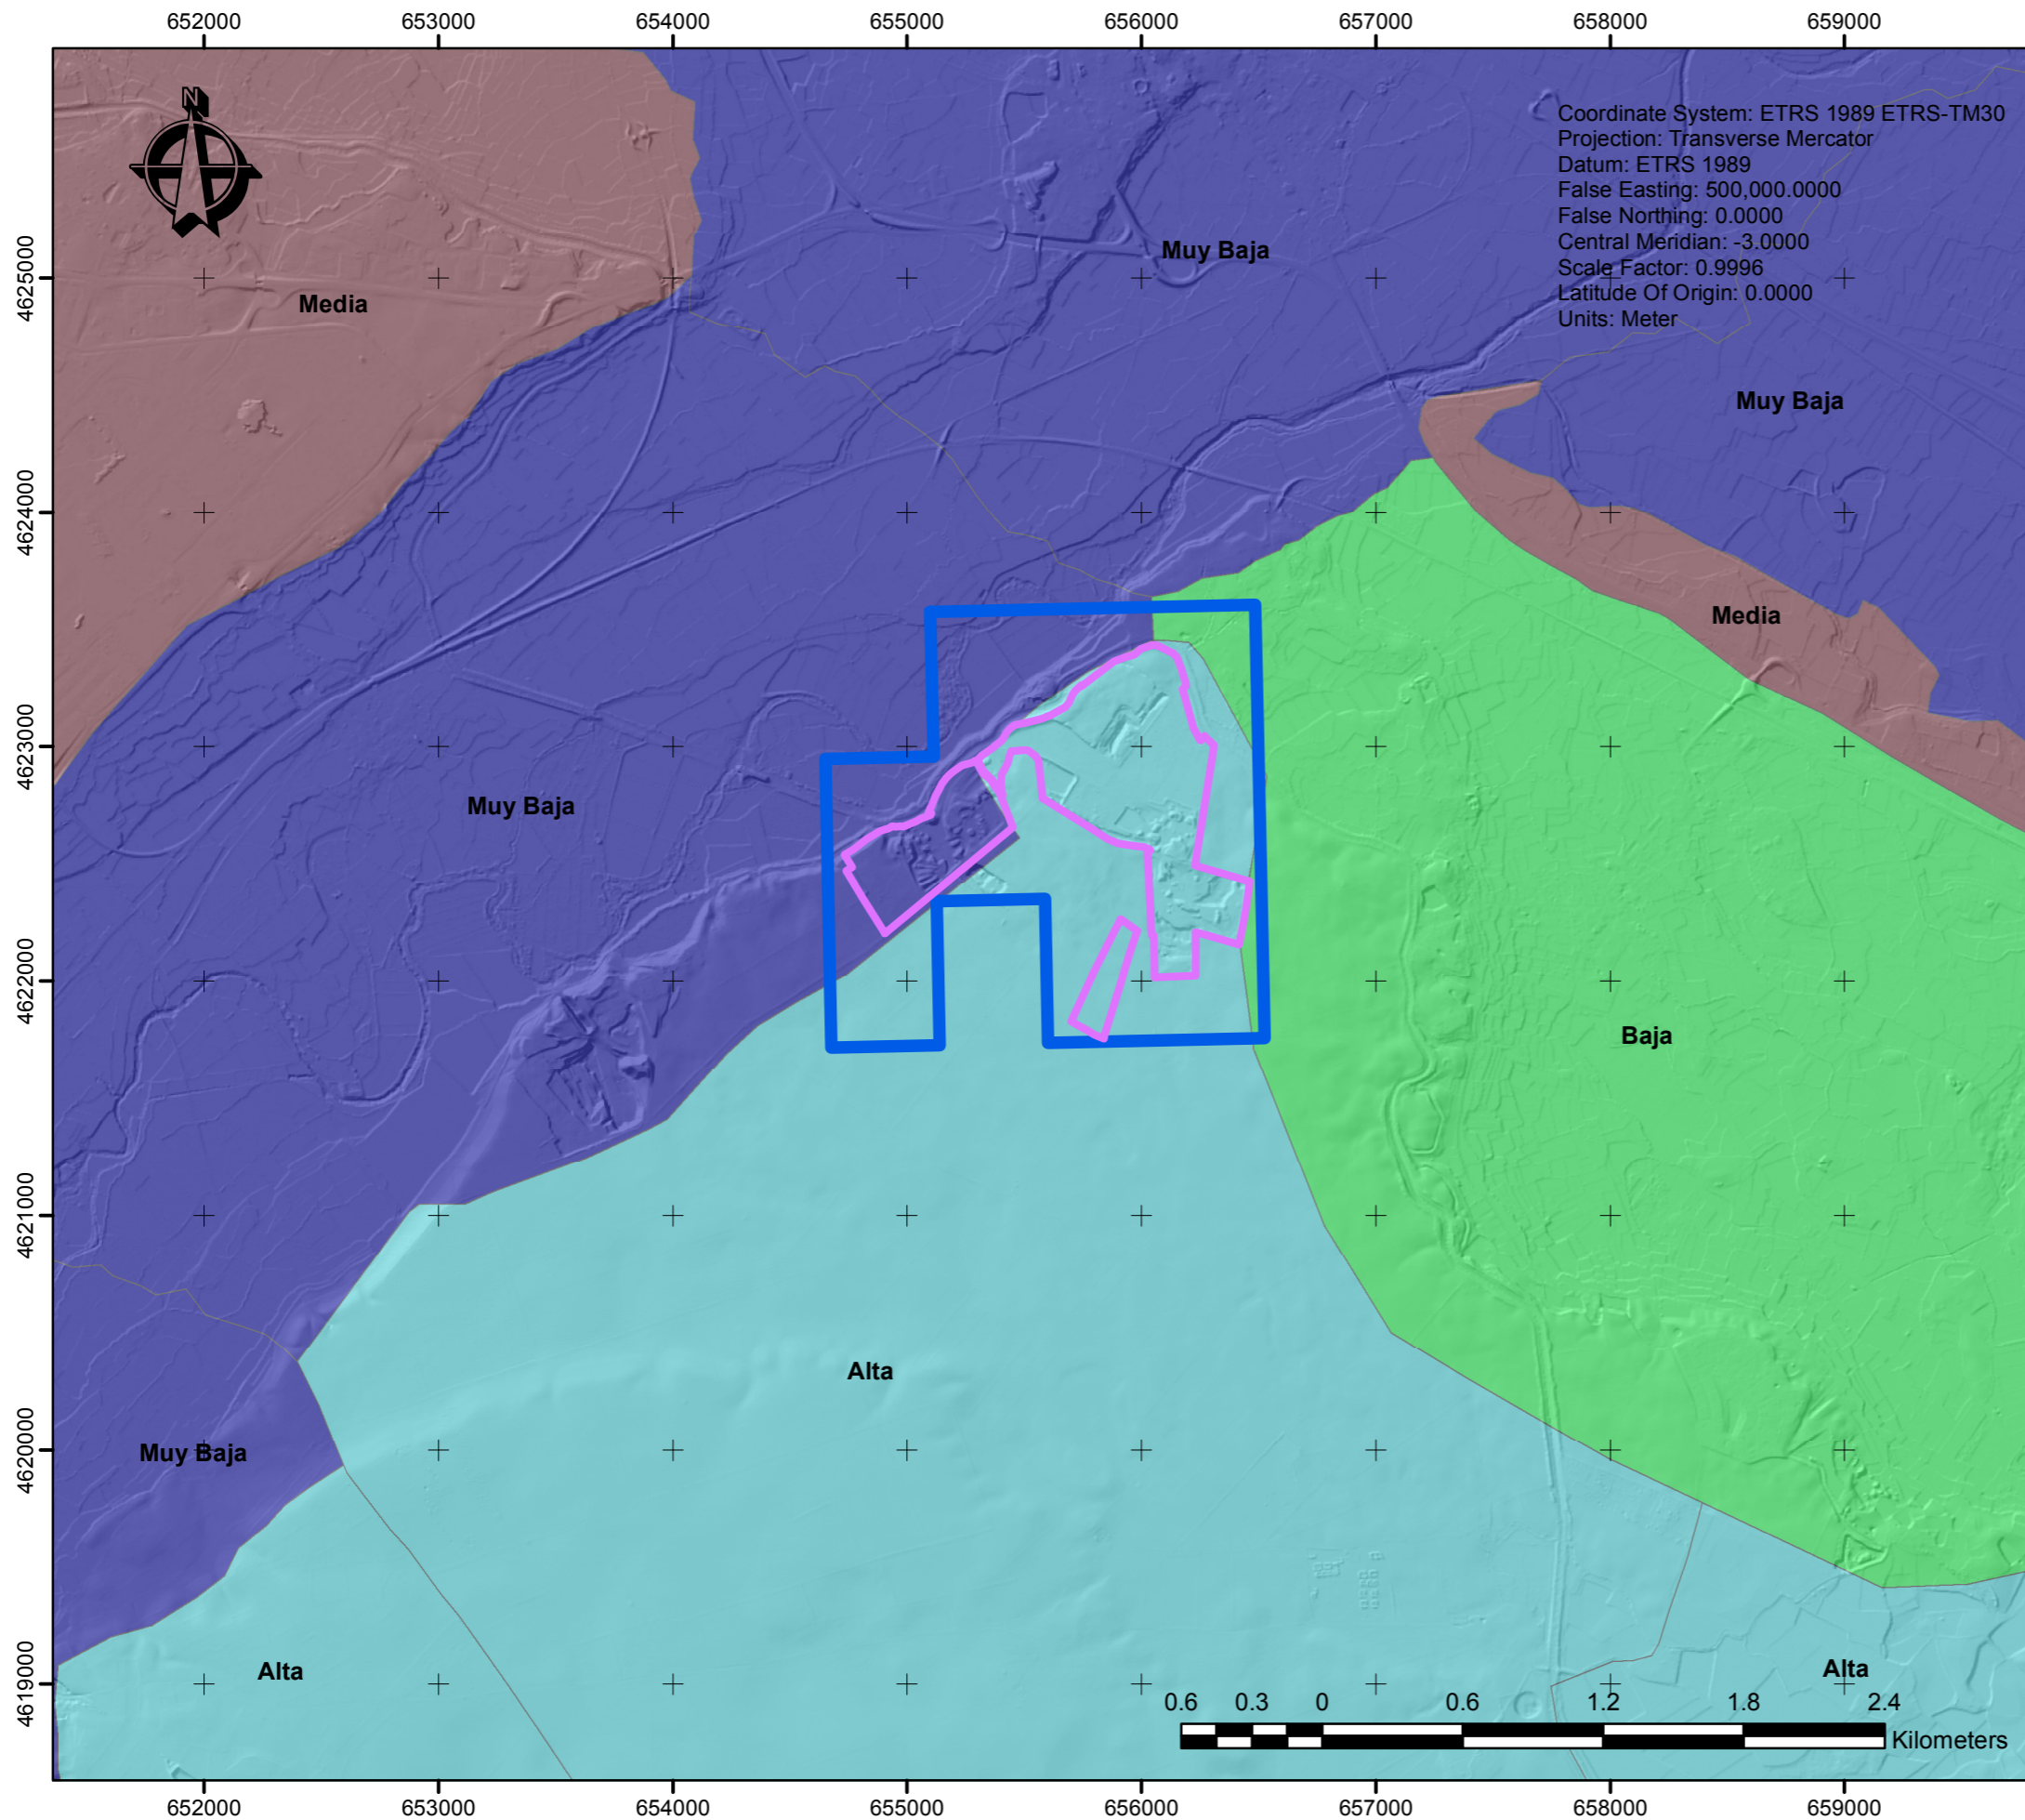 652000 653000 654000 655000 656000 657000 658000 659000
N
Coordinate System: ETRS 1989 ETRS-TM30
Projection: Transverse Mercator
Datum: ETRS 1989
False Easting: 500,000.0000
False Northing: 0.0000
Central Meridian: -3.0000
Scale Factor: 0.9996
Latitude Of Origin: 0.0000
Units: Meter
Muy Baja
4625000
Media
Muy Baja
4624000
Media
4623000
Muy Baja
4622000
Baja
4621000
Alta
4620000
Muy Baja
4619000
Alta
Alta
0.6 0.3 0 0.6 1.2 1.8 2.4
Kilometers
652000 653000 654000 655000 656000 657000 658000 659000